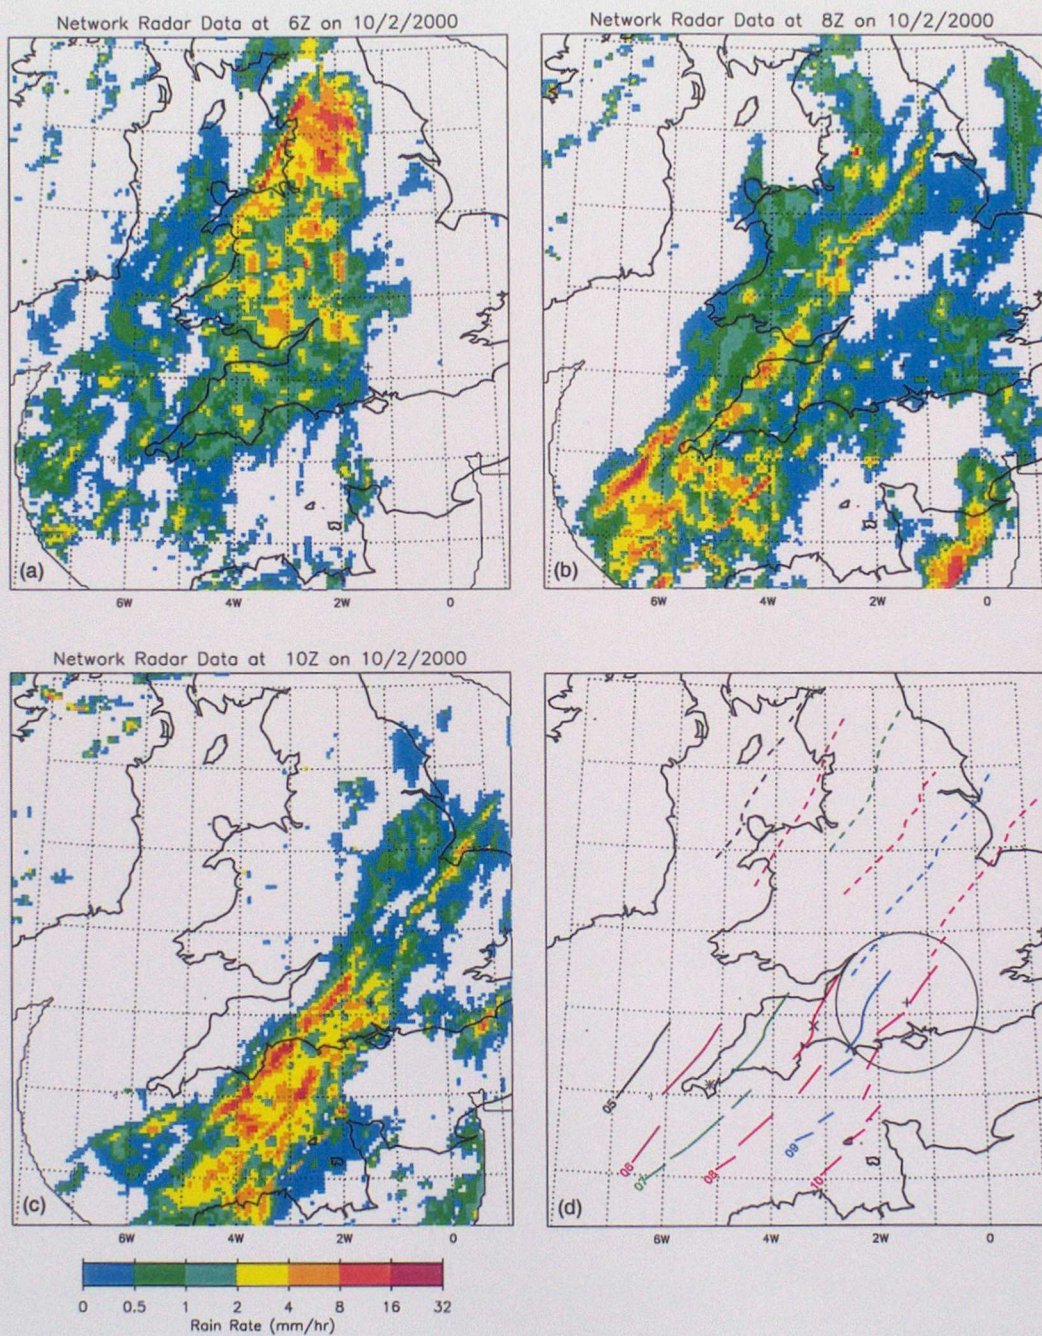 Network Radar Data at 6Z on 10/2/2000
Network Radar Data at 8Z on 10/2/2000
(a)
(b)
6W 4W 2W 0
6W 4W 2W 0
Network Radar Data at 10Z on 10/2/2000
05
06
07
08
09
10
(c)
(d)
6W 4W 2W 0
6W 4W 2W 0
0 0.5 1 2 4 8 16 32
Rain Rate (mm/hr)